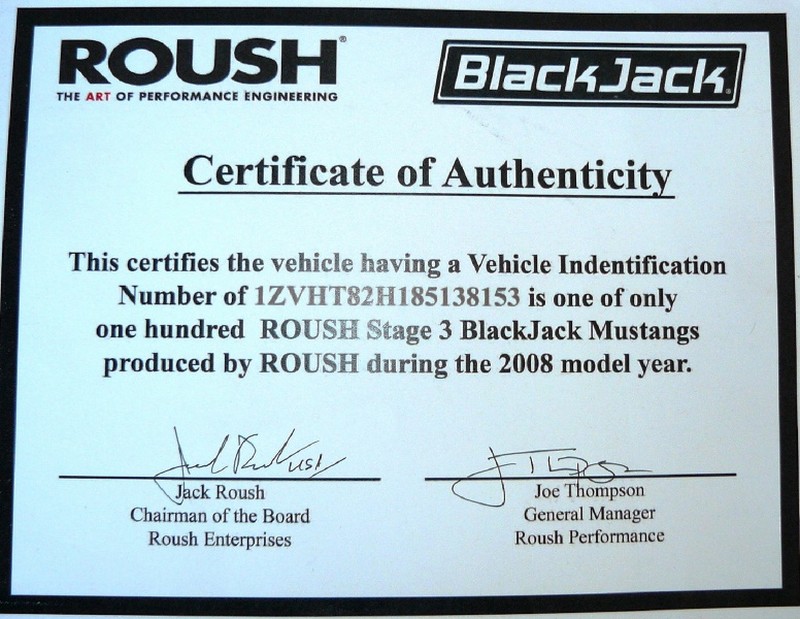 ROUSH®
THE ART OF PERFORMANCE ENGINEERING
BlackJack®
Certificate of Authenticity
This certifies the vehicle having a Vehicle Indentification
Number of 1ZVHT82H185138153 is one of only
one hundred ROUSH Stage 3 BlackJack Mustangs
produced by ROUSH during the 2008 model year.
Jack Roush
Chairman of the Board
Roush Enterprises
Joe Thompson
General Manager
Roush Performance